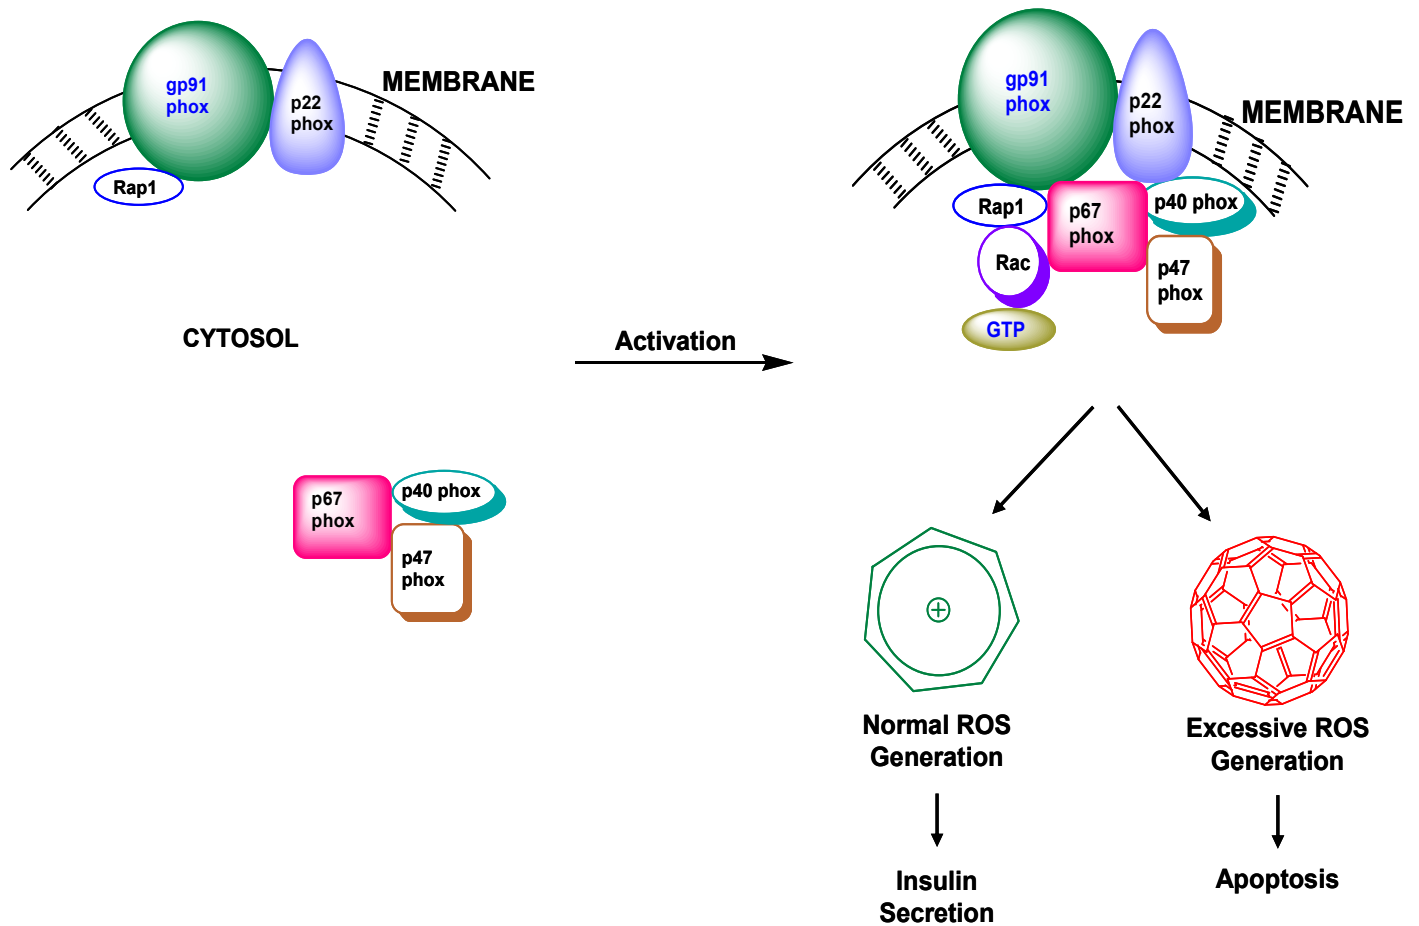 gp91
phox
p22
phox
MEMBRANE
Rap1
CYTOSOL
p67
phox
p40 phox
p47
phox
Activation
gp91
phox
p22
phox
MEMBRANE
Rap1
p67
phox
p40 phox
Rac
p47
phox
GTP
Normal ROS
Generation
Excessive ROS
Generation
Insulin
Secretion
Apoptosis